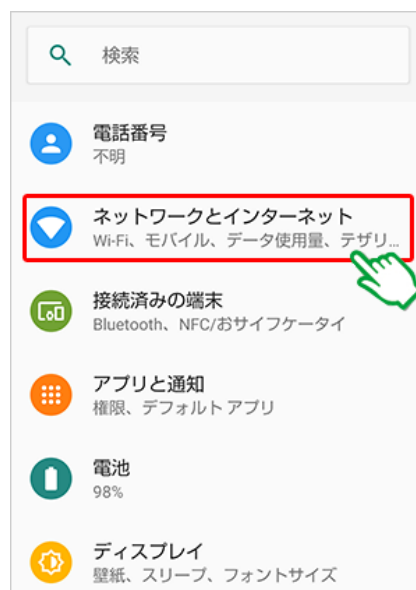 検索
電話番号
不明
ネットワークとインターネット
Wi-Fi、モバイル、データ使用量、テザリ...
接続済みの端末
Bluetooth、NFC/おサイフケータイ
アプリと通知
権限、デフォルト アプリ
電池
98%
ディスプレイ
壁紙、スリープ、フォントサイズ